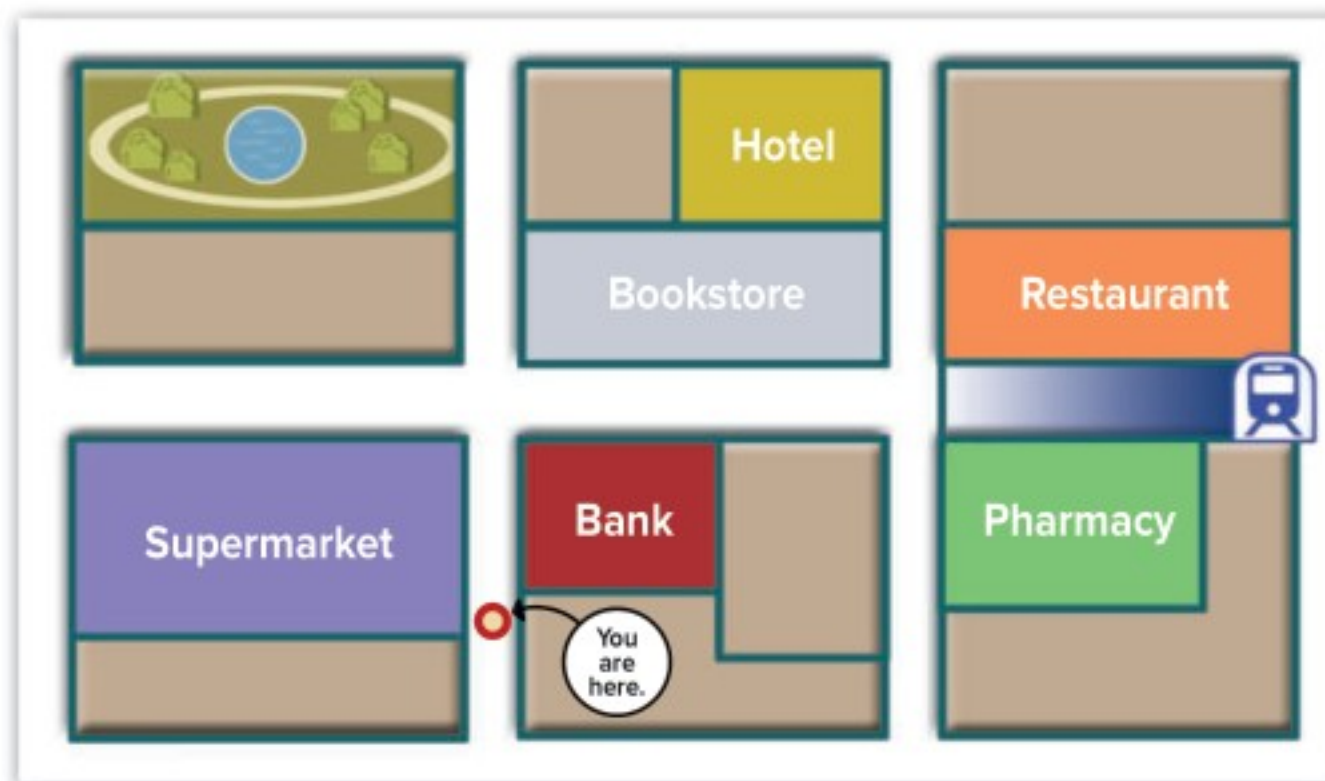 Hotel
Bookstore
Restaurant
Supermarket
Bank
Pharmacy
You
are
here.